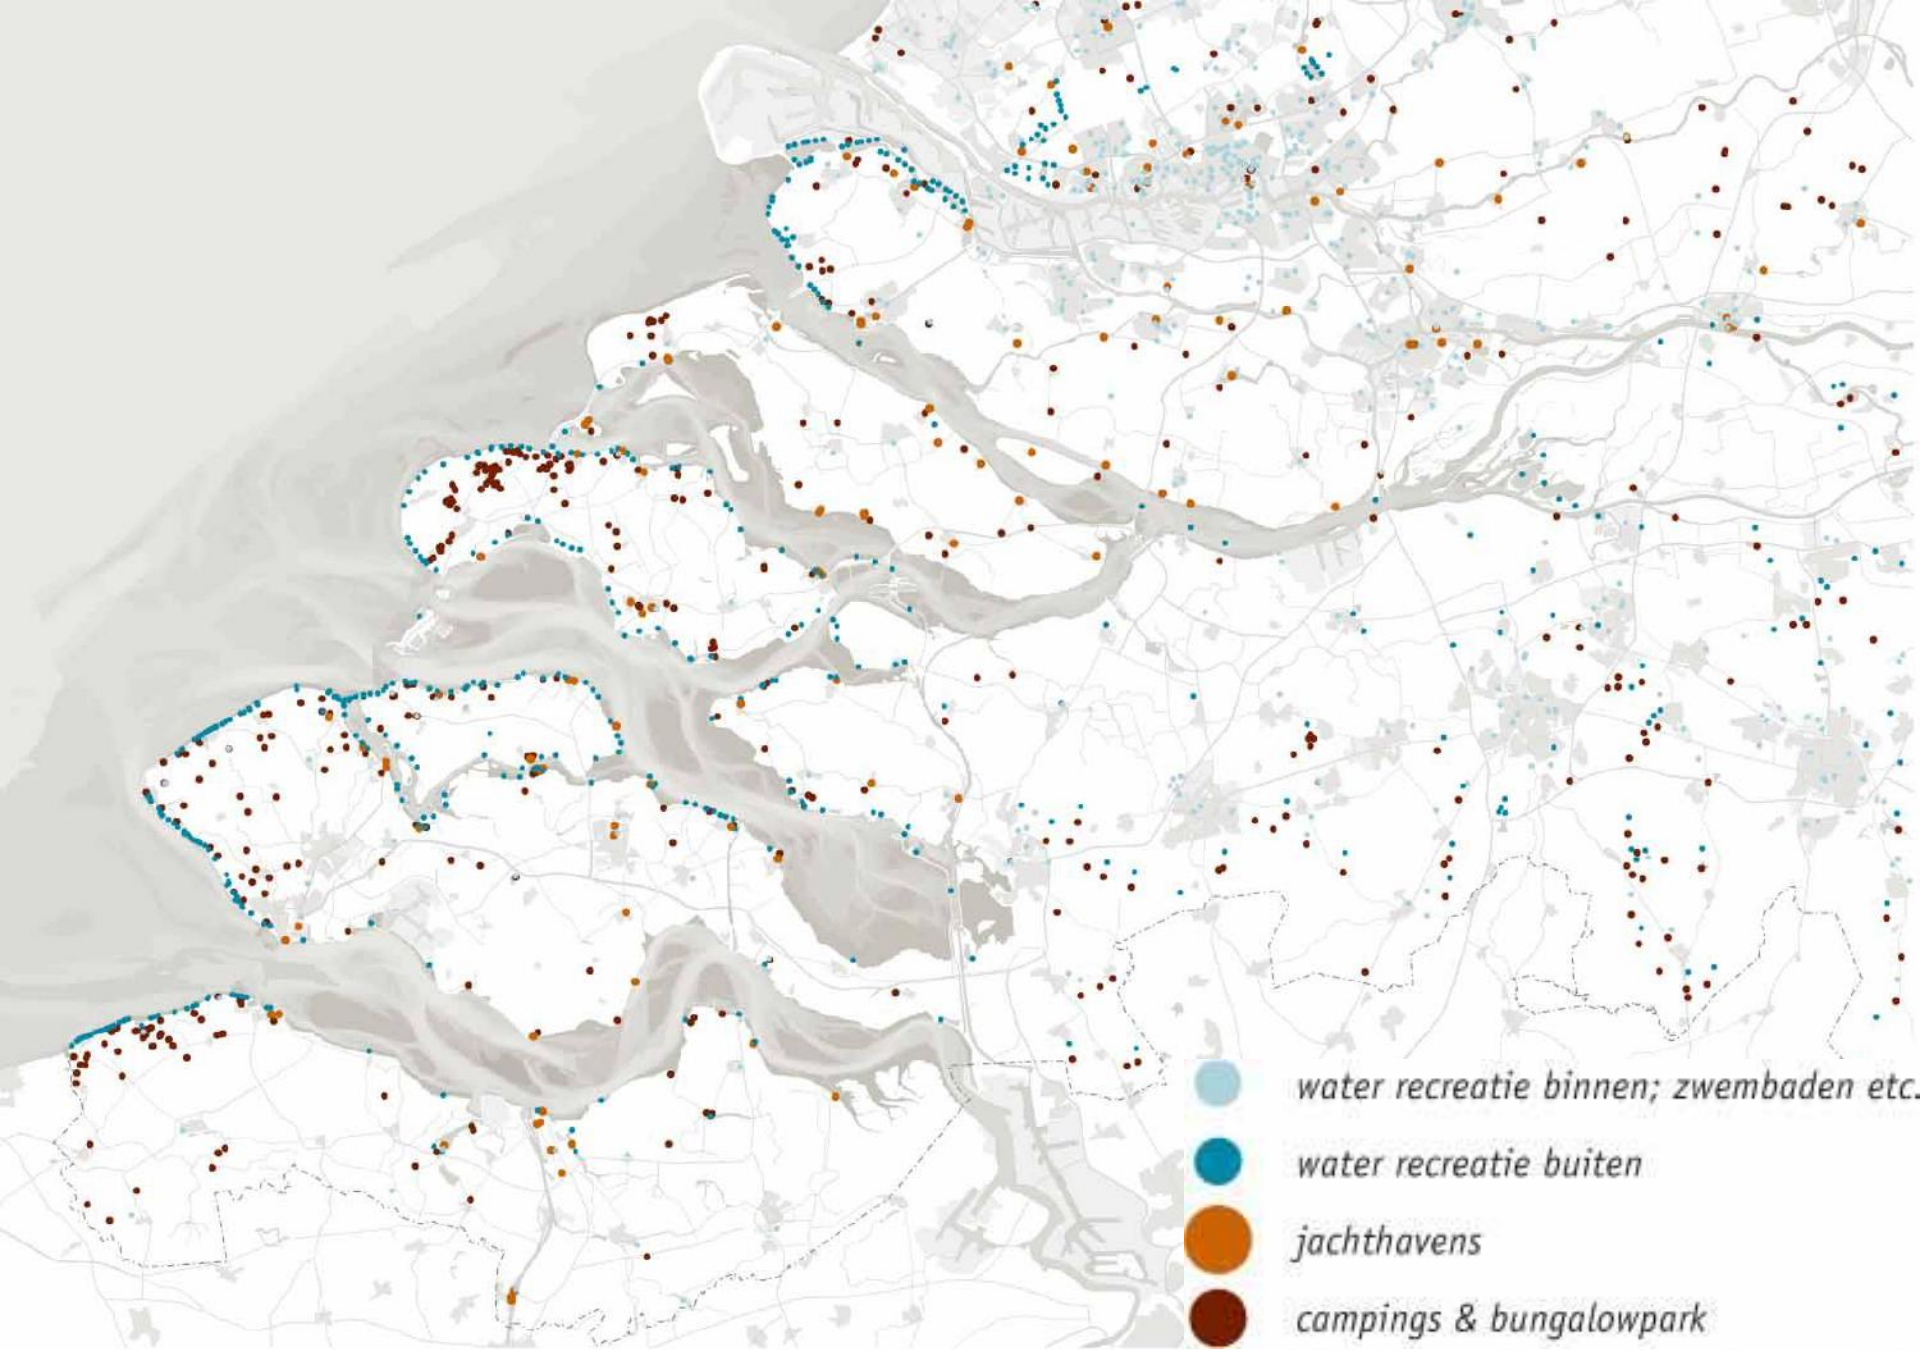 water recreatie binnen; zwembaden etc.
water recreatie buiten
jachthavens
campings & bungalowpark